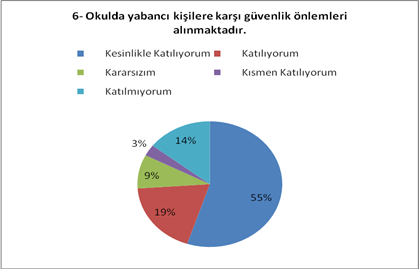 6- Okulda yabancı kişilere karşı güvenlik önlemleri
alınmaktadır.
Kesinlikle Katılıyorum
Katılıyorum
Kararsızım
Kısmen Katılıyorum
Katılmıyorum
14%
3%
9%
55%
19%